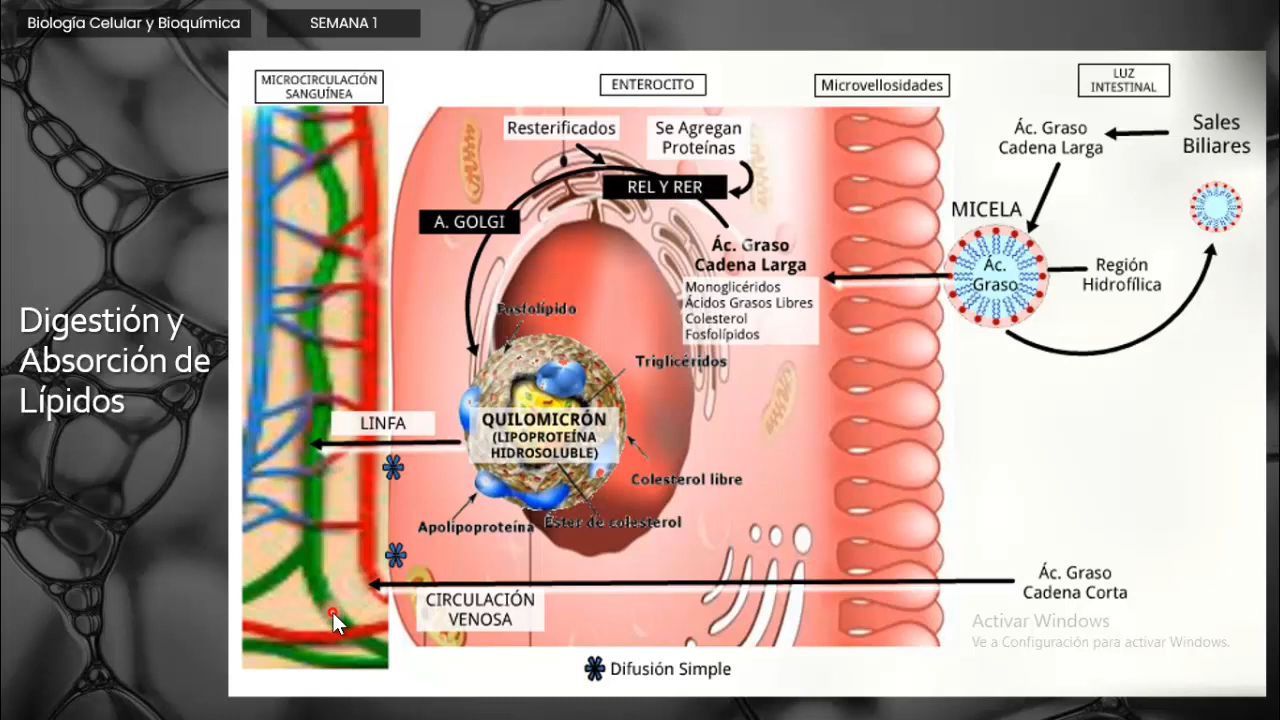 Biología Celular y Bioquímica
SEMANA 1
Digestión y
Absorción de
Lípidos
MICROCIRCULACIÓN
SANGUÍNEA
ENTEROCITO
Microvellosidades
LUZ
INTESTINAL
Resterificados
Se Agregan
Proteínas
Ác. Graso
Cadena Larga
Sales
Biliares
REL Y RER
A. GOLGI
MICELA
Ác. Graso
Cadena Larga
Monoglicéridos
Ácidos Grasos Libres
Colesterol
Fosfolípidos
Ác.
Graso
Región
Hidrofílica
Fosfolípido
Triglicéridos
LINFA
QUILOMICRÓN
(LIPOPROTEÍNA
HIDROSOLUBLE)
Colesterol libre
Apolipoproteína
Ester de colesterol
Ác. Graso
Cadena Corta
CIRCULACIÓN
VENOSA
Activar Windows
Ve a Configuración para activar Windows.
Difusión Simple